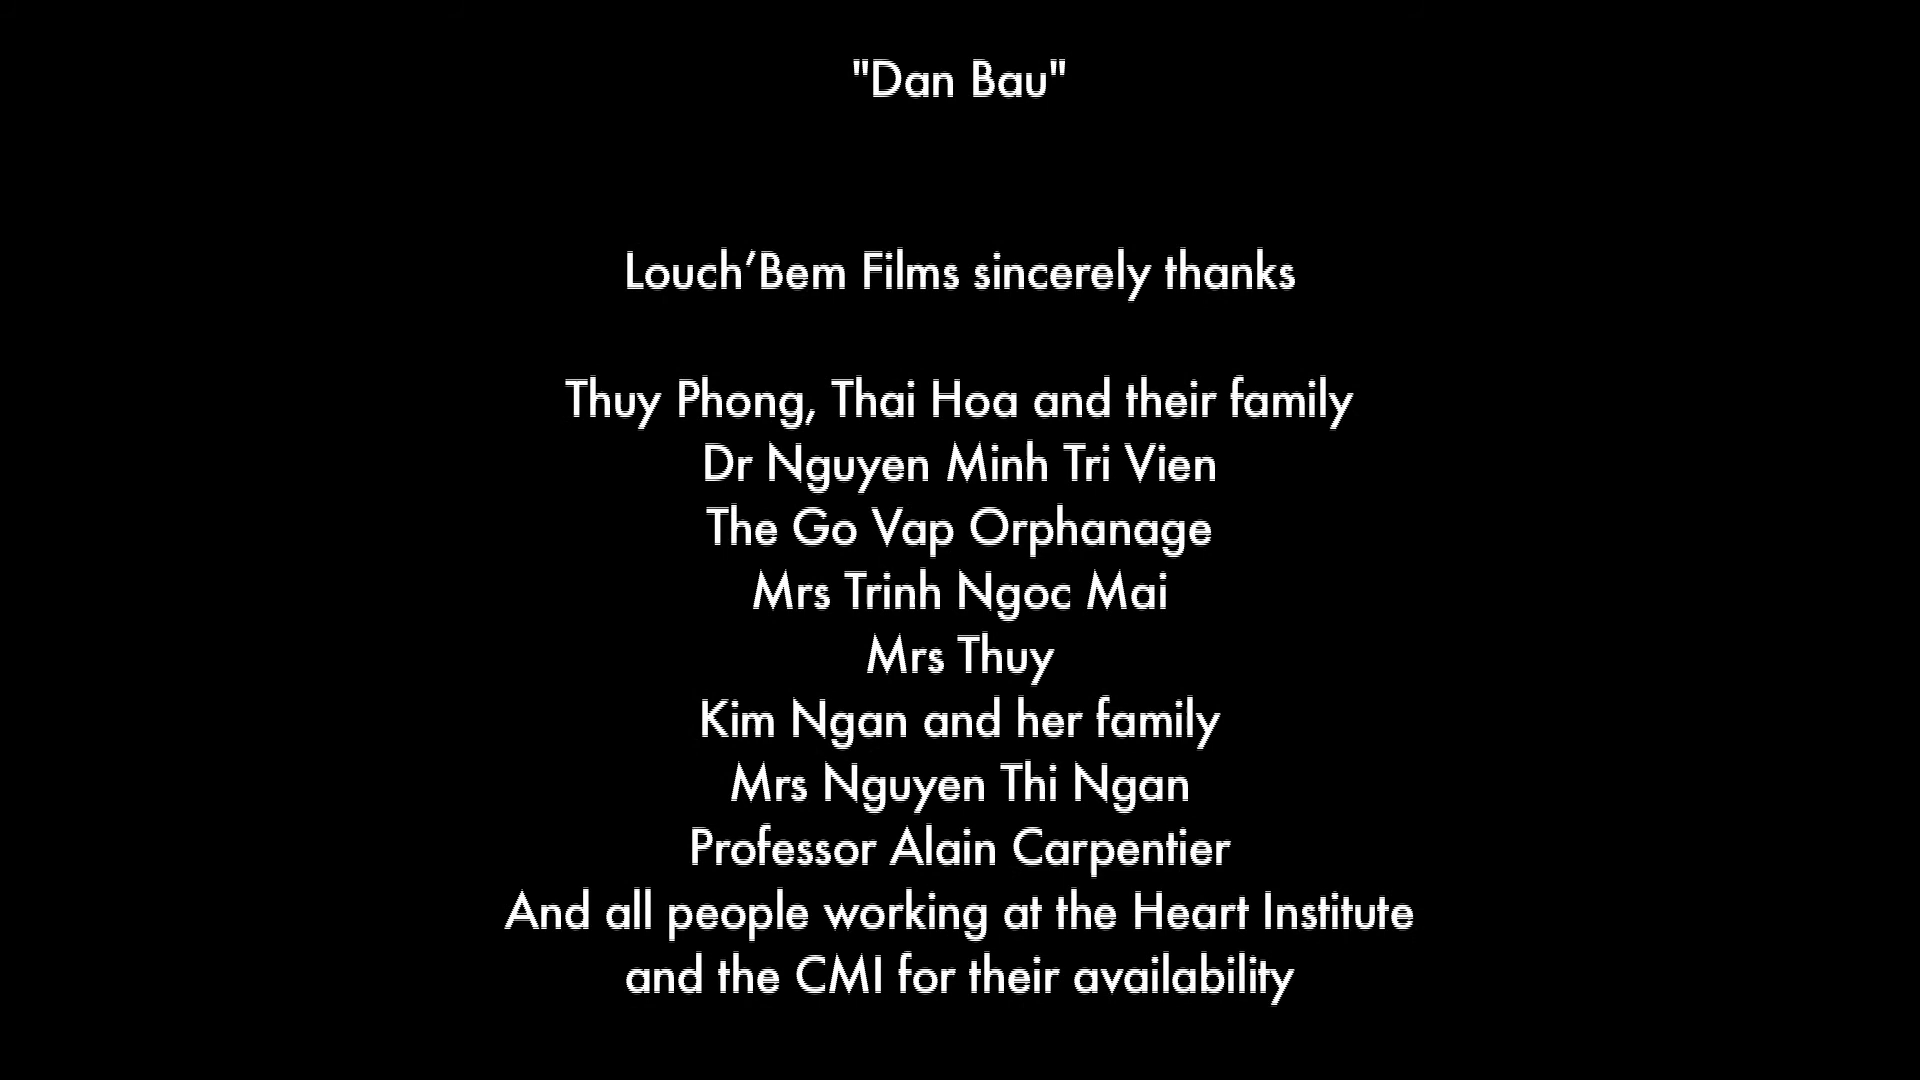 "Dan Bau"
Louch’Bem Films sincerely thanks
Thuy Phong, Thai Hoa and their family
Dr Nguyen Minh Tri Vien
The Go Vap Orphanage
Mrs Trinh Ngoc Mai
Mrs Thuy
Kim Ngan and her family
Mrs Nguyen Thi Ngan
Professor Alain Carpentier
And all people working at the Heart Institute
and the CMI for their availability